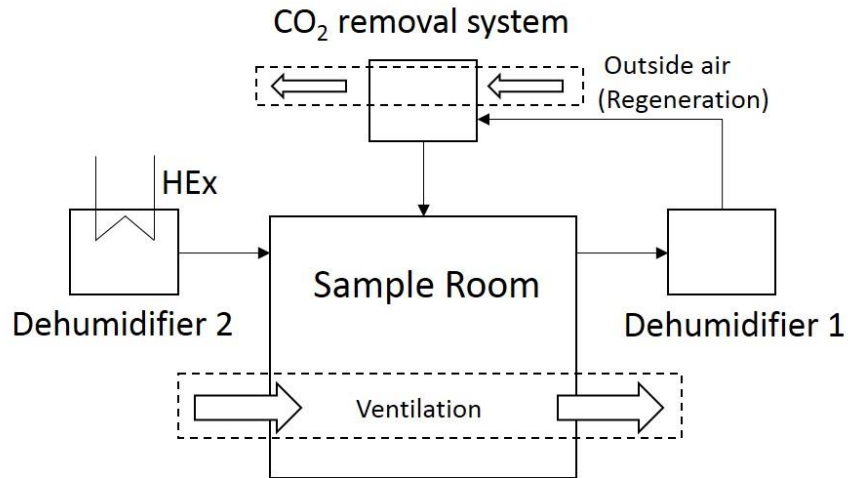 CO₂ removal system
Outside air
(Regeneration)
HEx
Sample Room
Dehumidifier 2
Dehumidifier 1
Ventilation